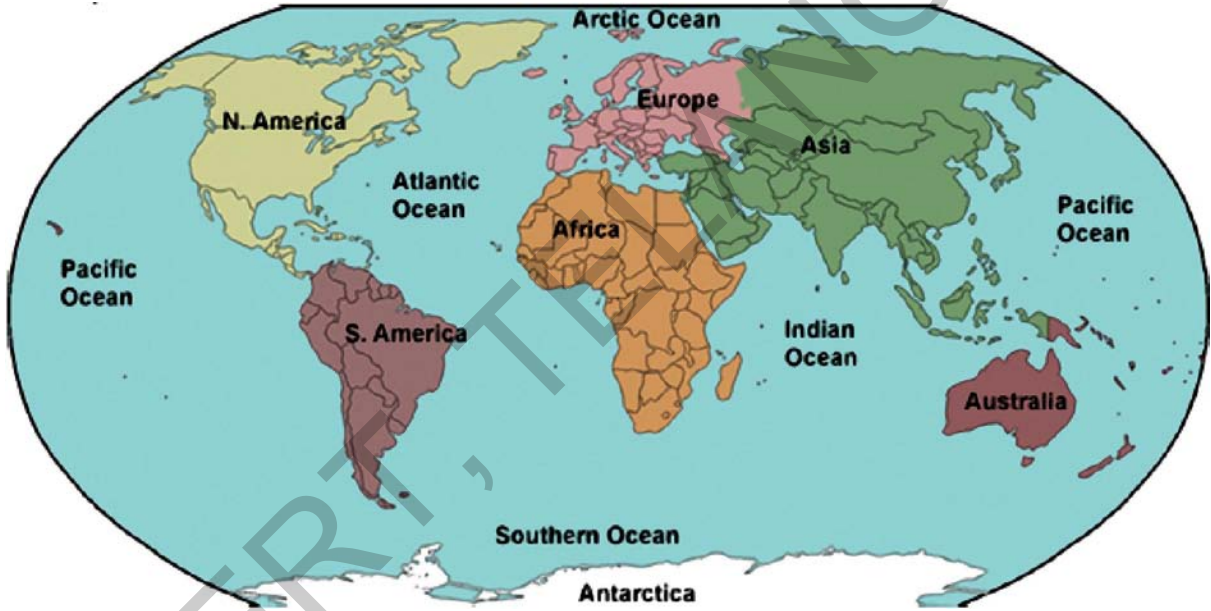 Arctic Ocean
Europe
N. America
Asia
Atlantic
Ocean
Pacific
Ocean
Africa
Pacific
Ocean
S. America
Indian
Ocean
Australia
Southern Ocean
Antarctica